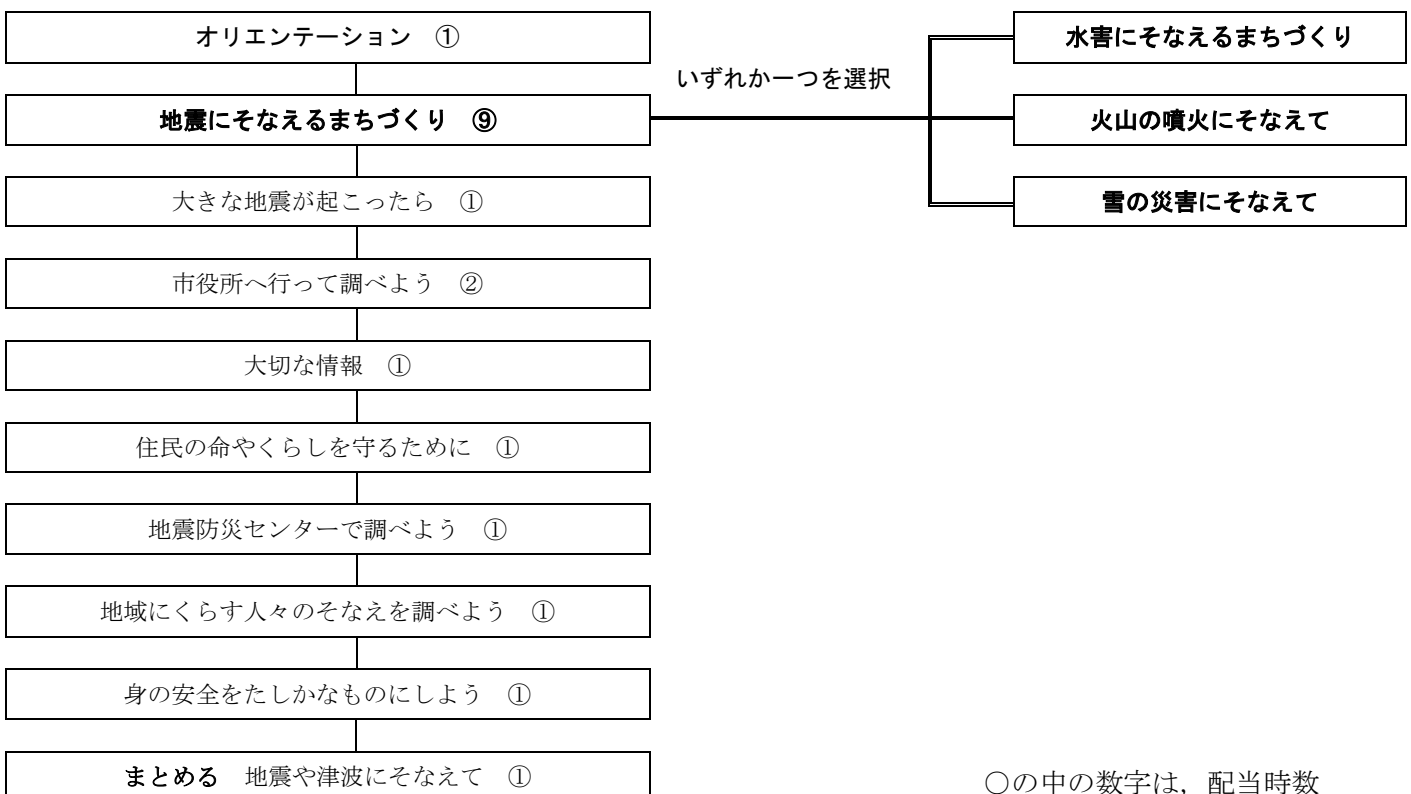 オリエンテーション ①
地震にそなえるまちづくり ⑨
いずれか一つを選択
水害にそなえるまちづくり
火山の噴火にそなえて
雪の災害にそなえて
大きな地震が起こったら ①
市役所へ行って調べよう ②
大切な情報 ①
住民の命やくらしを守るために ①
地震防災センターで調べよう ①
地域にくらす人々のそなえを調べよう ①
身の安全をたしかなものにしよう ①
まとめる 地震や津波にそなえて ①
○の中の数字は，配当時数